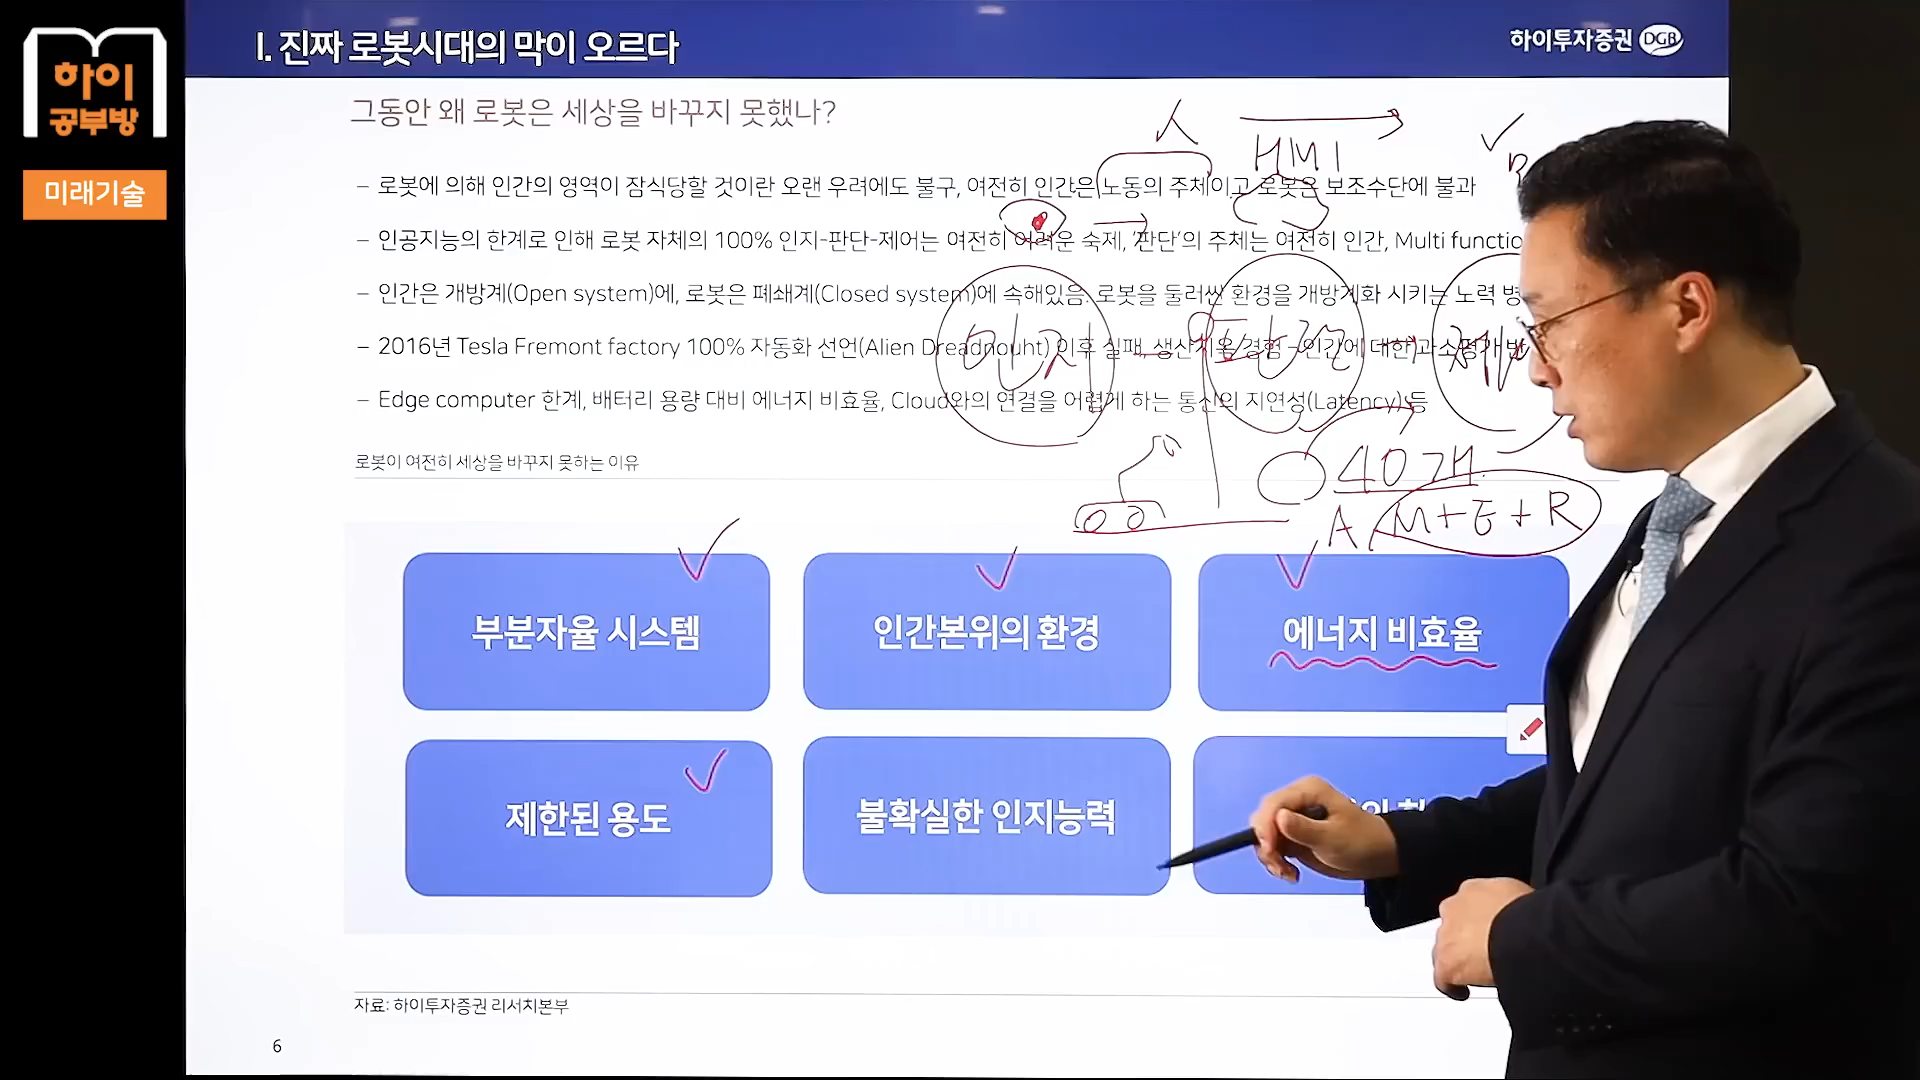 하이
공부방
미래기술
I. 진짜 로봇시대의 막이 오르다
하이투자증권 DGB
그동안 왜 로봇은 세상을 바꾸지 못했나?
人
HMI
– 로봇에 의해 인간의 영역이 잠식당할 것이란 오랜 우려에도 불구, 여전히 인간은 노동의 주체이고 로봇은 보조수단에 불과
– 인공지능의 한계로 인해 로봇 자체의 100% 인지-판단-제어는 여전히 어려운 숙제, '판단'의 주체는 여전히 인간, Multi functio
– 인간은 개방계(Open system)에, 로봇은 폐쇄계(Closed system)에 속해있음. 로봇을 둘러싼 환경을 개방계화 시키는 노력 병
인지 판단 제어
– 2016년 Tesla Fremont factory 100% 자동화 선언(Alien Dreadnouht) 이후 실패, 경험 – 인간에 대한 과소평가
– Edge computer 한계, 배터리 용량 대비 에너지 비효율, Cloud와의 연결을 어렵게 하는 통신의 지연성(Latency) 등
40개
A M+E+R
로봇이 여전히 세상을 바꾸지 못하는 이유
부분자율 시스템
인간본위의 환경
에너지 비효율
제한된 용도
불확실한 인지능력
자료: 하이투자증권 리서치본부
6